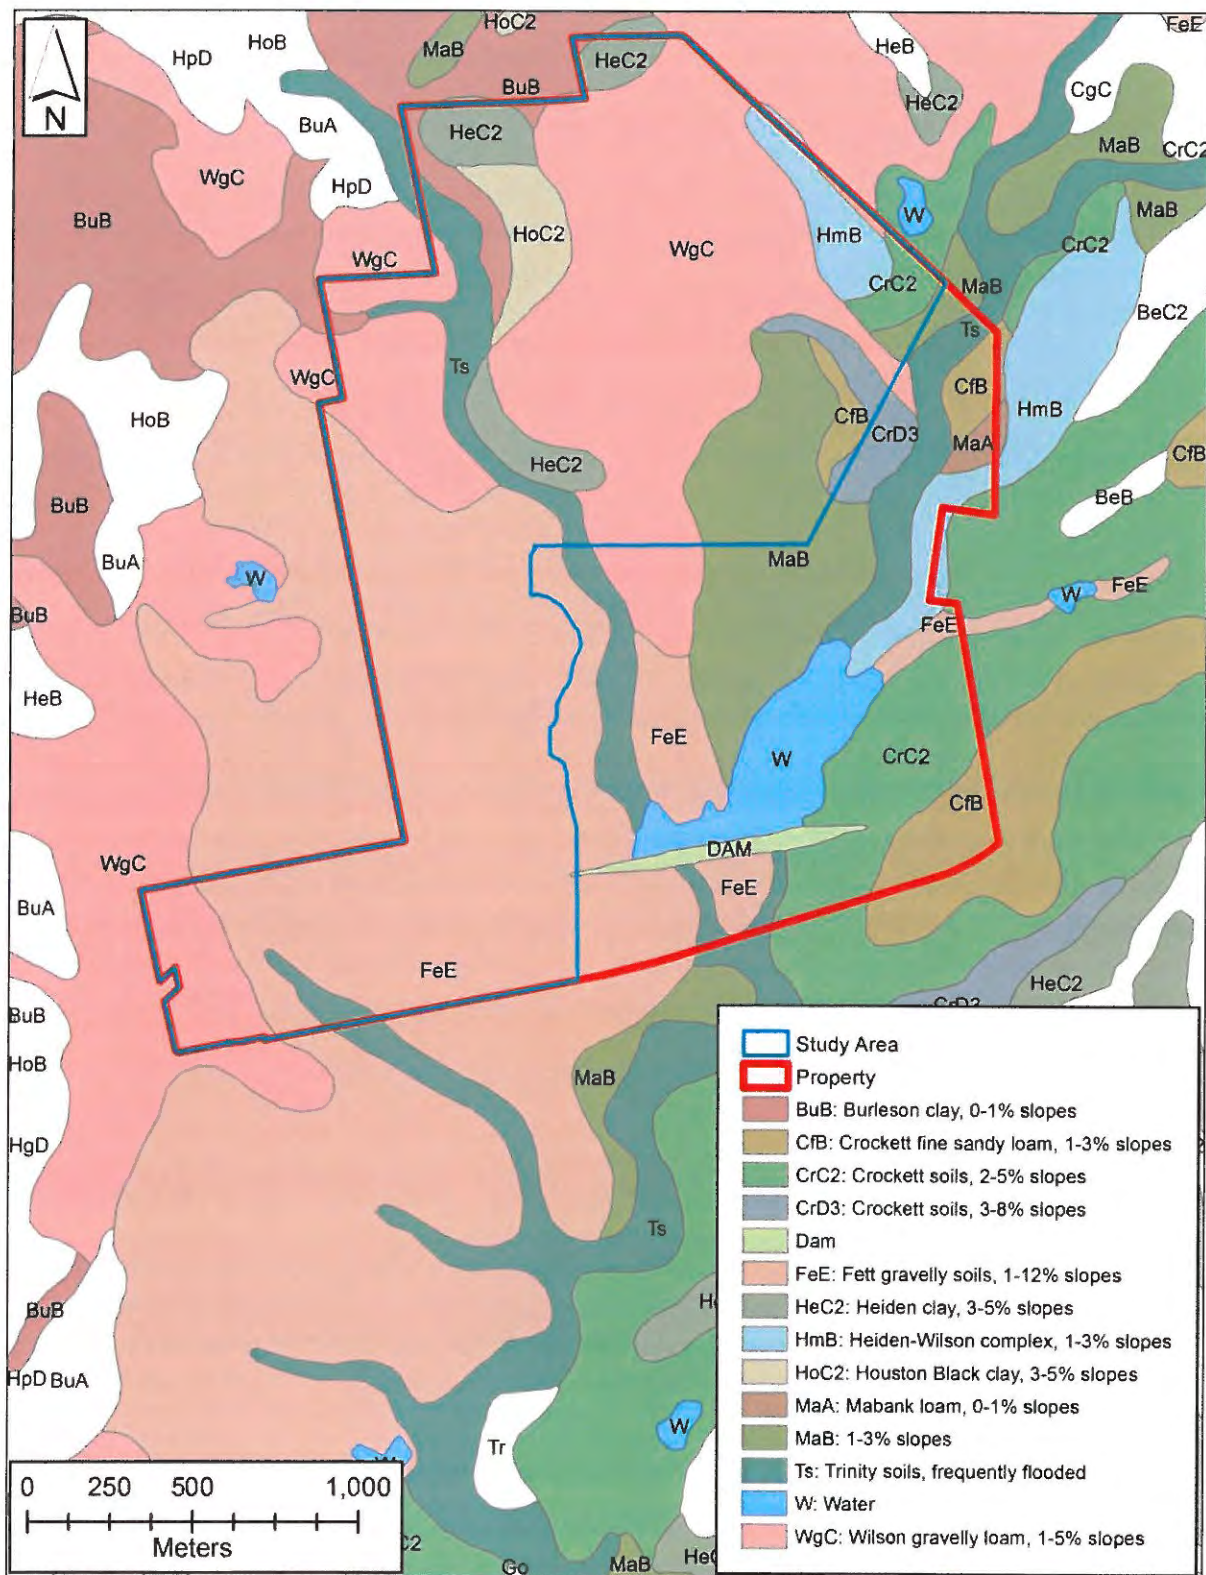 FeE
HoC2
HoB
MaB
HeB
HpD
HeC2
N
BuB
CgC
HeC2
BuA
HeC2
MaB
CrC2
WgC
HpD
MaB
BuB
W
HoC2
HmB
WgC
CrC2
WgC
CrC2
MaB
BeC2
Ts
Ts
WgC
CfB
HmB
CfB
HoB
CrD3
MaA
HeC2
CfB
BuB
BeB
BuA
MaB
W
FeE
W
BuB
FeE
HeB
FeE
W
CrC2
CfB
DAM
WgC
FeE
BuA
FeE
HeC2
BuB
HoB
MaB
HgD
Ts
BuB
HpD
BuA
W
Tr
Go
MaB
Study Area
Property
BuB: Burleson clay, 0-1% slopes
CfB: Crockett fine sandy loam, 1-3% slopes
CrC2: Crockett soils, 2-5% slopes
CrD3: Crockett soils, 3-8% slopes
Dam
FeE: Fett gravelly soils, 1-12% slopes
HeC2: Heiden clay, 3-5% slopes
HmB: Heiden-Wilson complex, 1-3% slopes
HoC2: Houston Black clay, 3-5% slopes
MaA: Mabank loam, 0-1% slopes
MaB: 1-3% slopes
Ts: Trinity soils, frequently flooded
W: Water
WgC: Wilson gravelly loam, 1-5% slopes
0 250 500 1,000
Meters